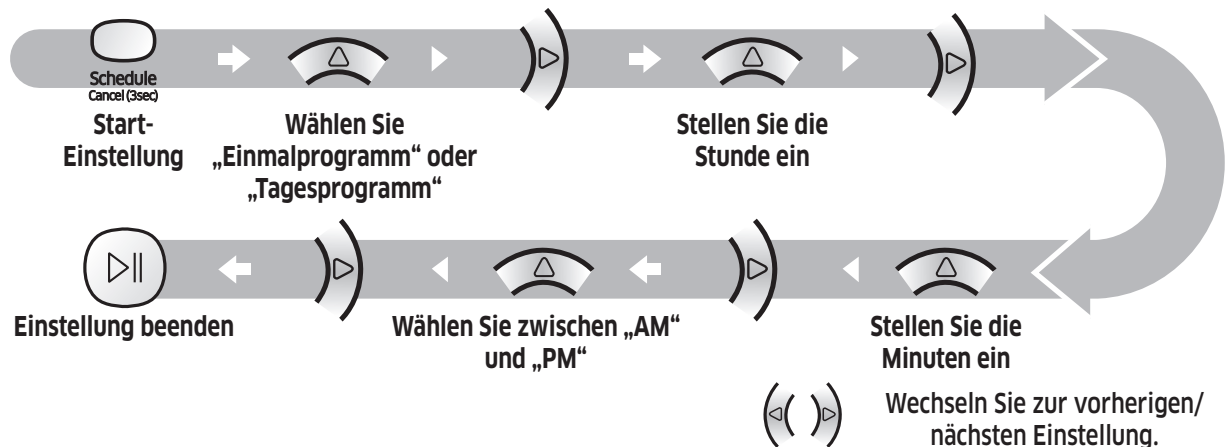 Schedule
Cancel (3sec)
Start-
Einstellung
Wählen Sie
„Einmalprogramm“ oder
„Tagesprogramm“
Stellen Sie die
Stunde ein
Einstellung beenden
Wählen Sie zwischen „AM“
und „PM“
Stellen Sie die
Minuten ein
Wechseln Sie zur vorherigen/
nächsten Einstellung.